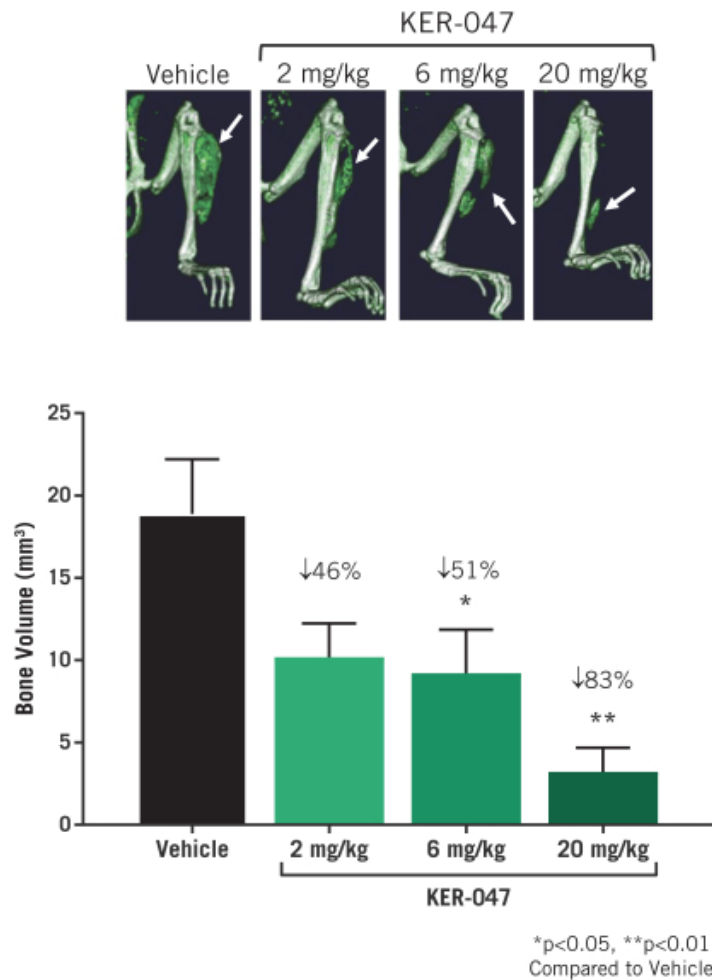 KER-047
Vehicle 2 mg/kg 6 mg/kg 20 mg/kg
25
20
15
10
5
0
Bone Volume (mm³)
↓46%
↓51%
*
↓83%
**
Vehicle 2 mg/kg 6 mg/kg 20 mg/kg
KER-047
*p<0.05, **p<0.01
Compared to Vehicle